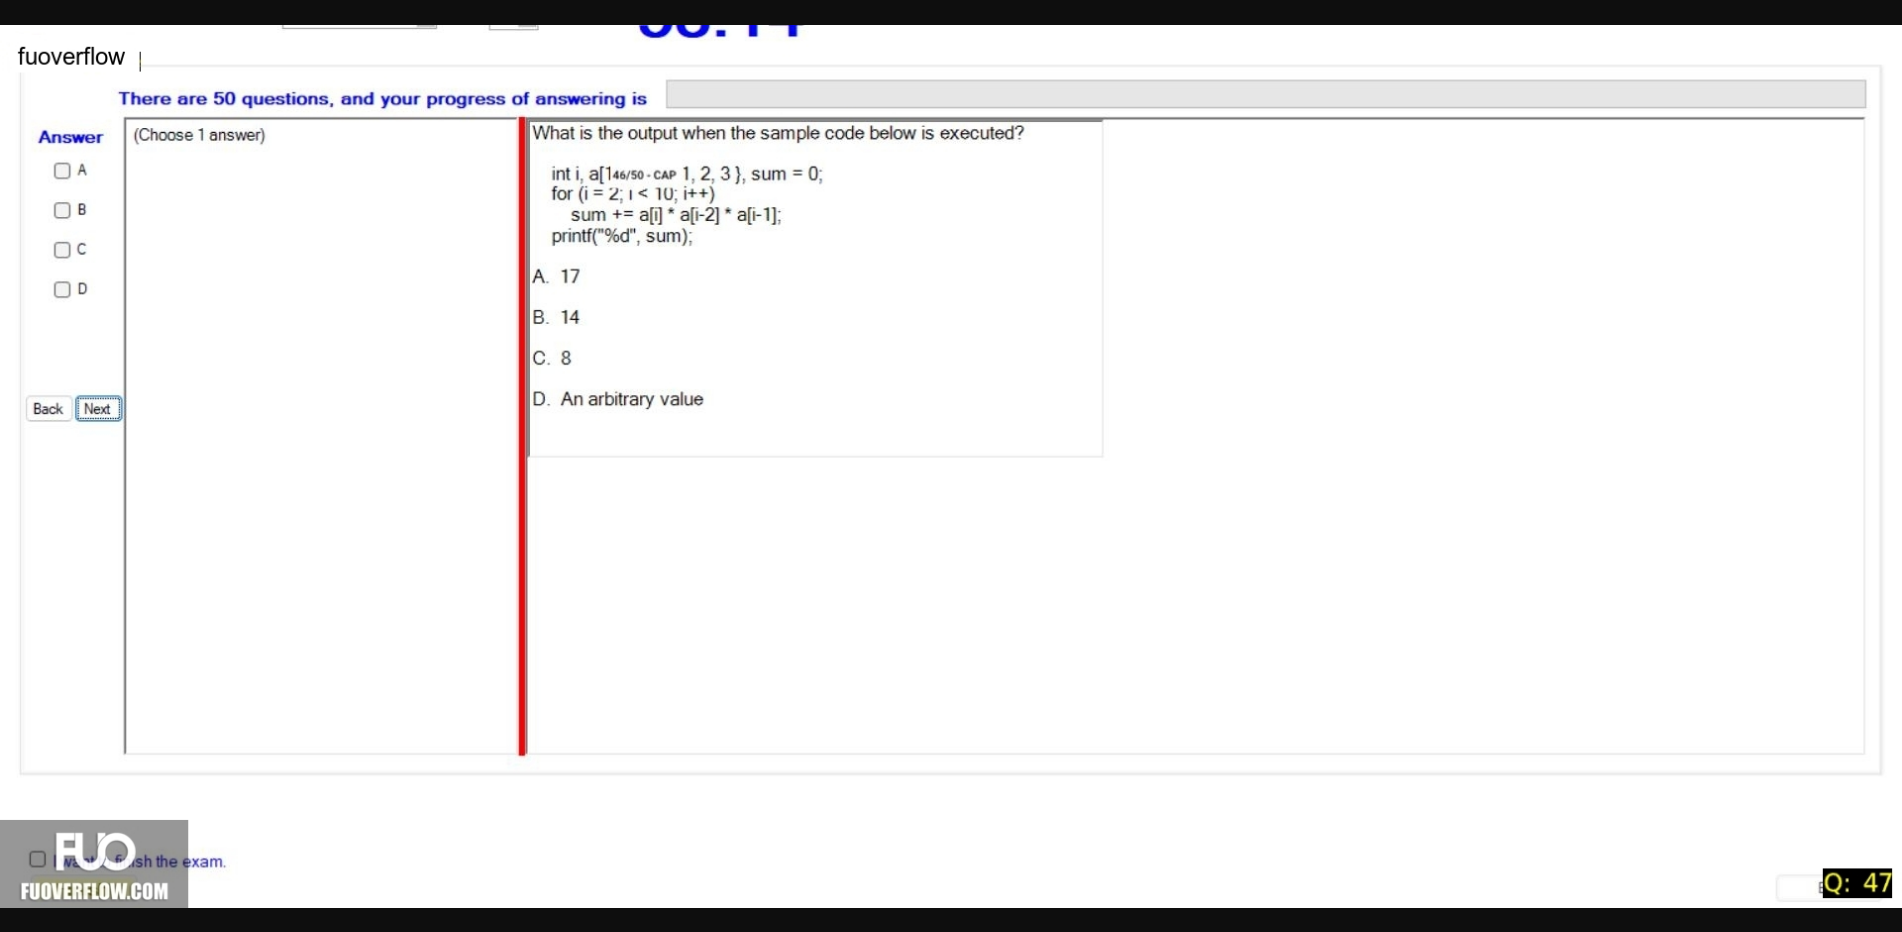 fuoverflow
There are 50 questions, and your progress of answering is
Answer
(Choose 1 answer)
A
B
C
D
Back
Next
What is the output when the sample code below is executed?
int i, a[146/50 - CAP 1, 2, 3 }, sum = 0;
for (i = 2; i < 10; i++)
sum += a[i] * a[i-2] * a[i-1];
printf("%d", sum);
A. 17
B. 14
C. 8
D. An arbitrary value
FUO
the exam.
FUOVERFLOW.COM
Q: 47